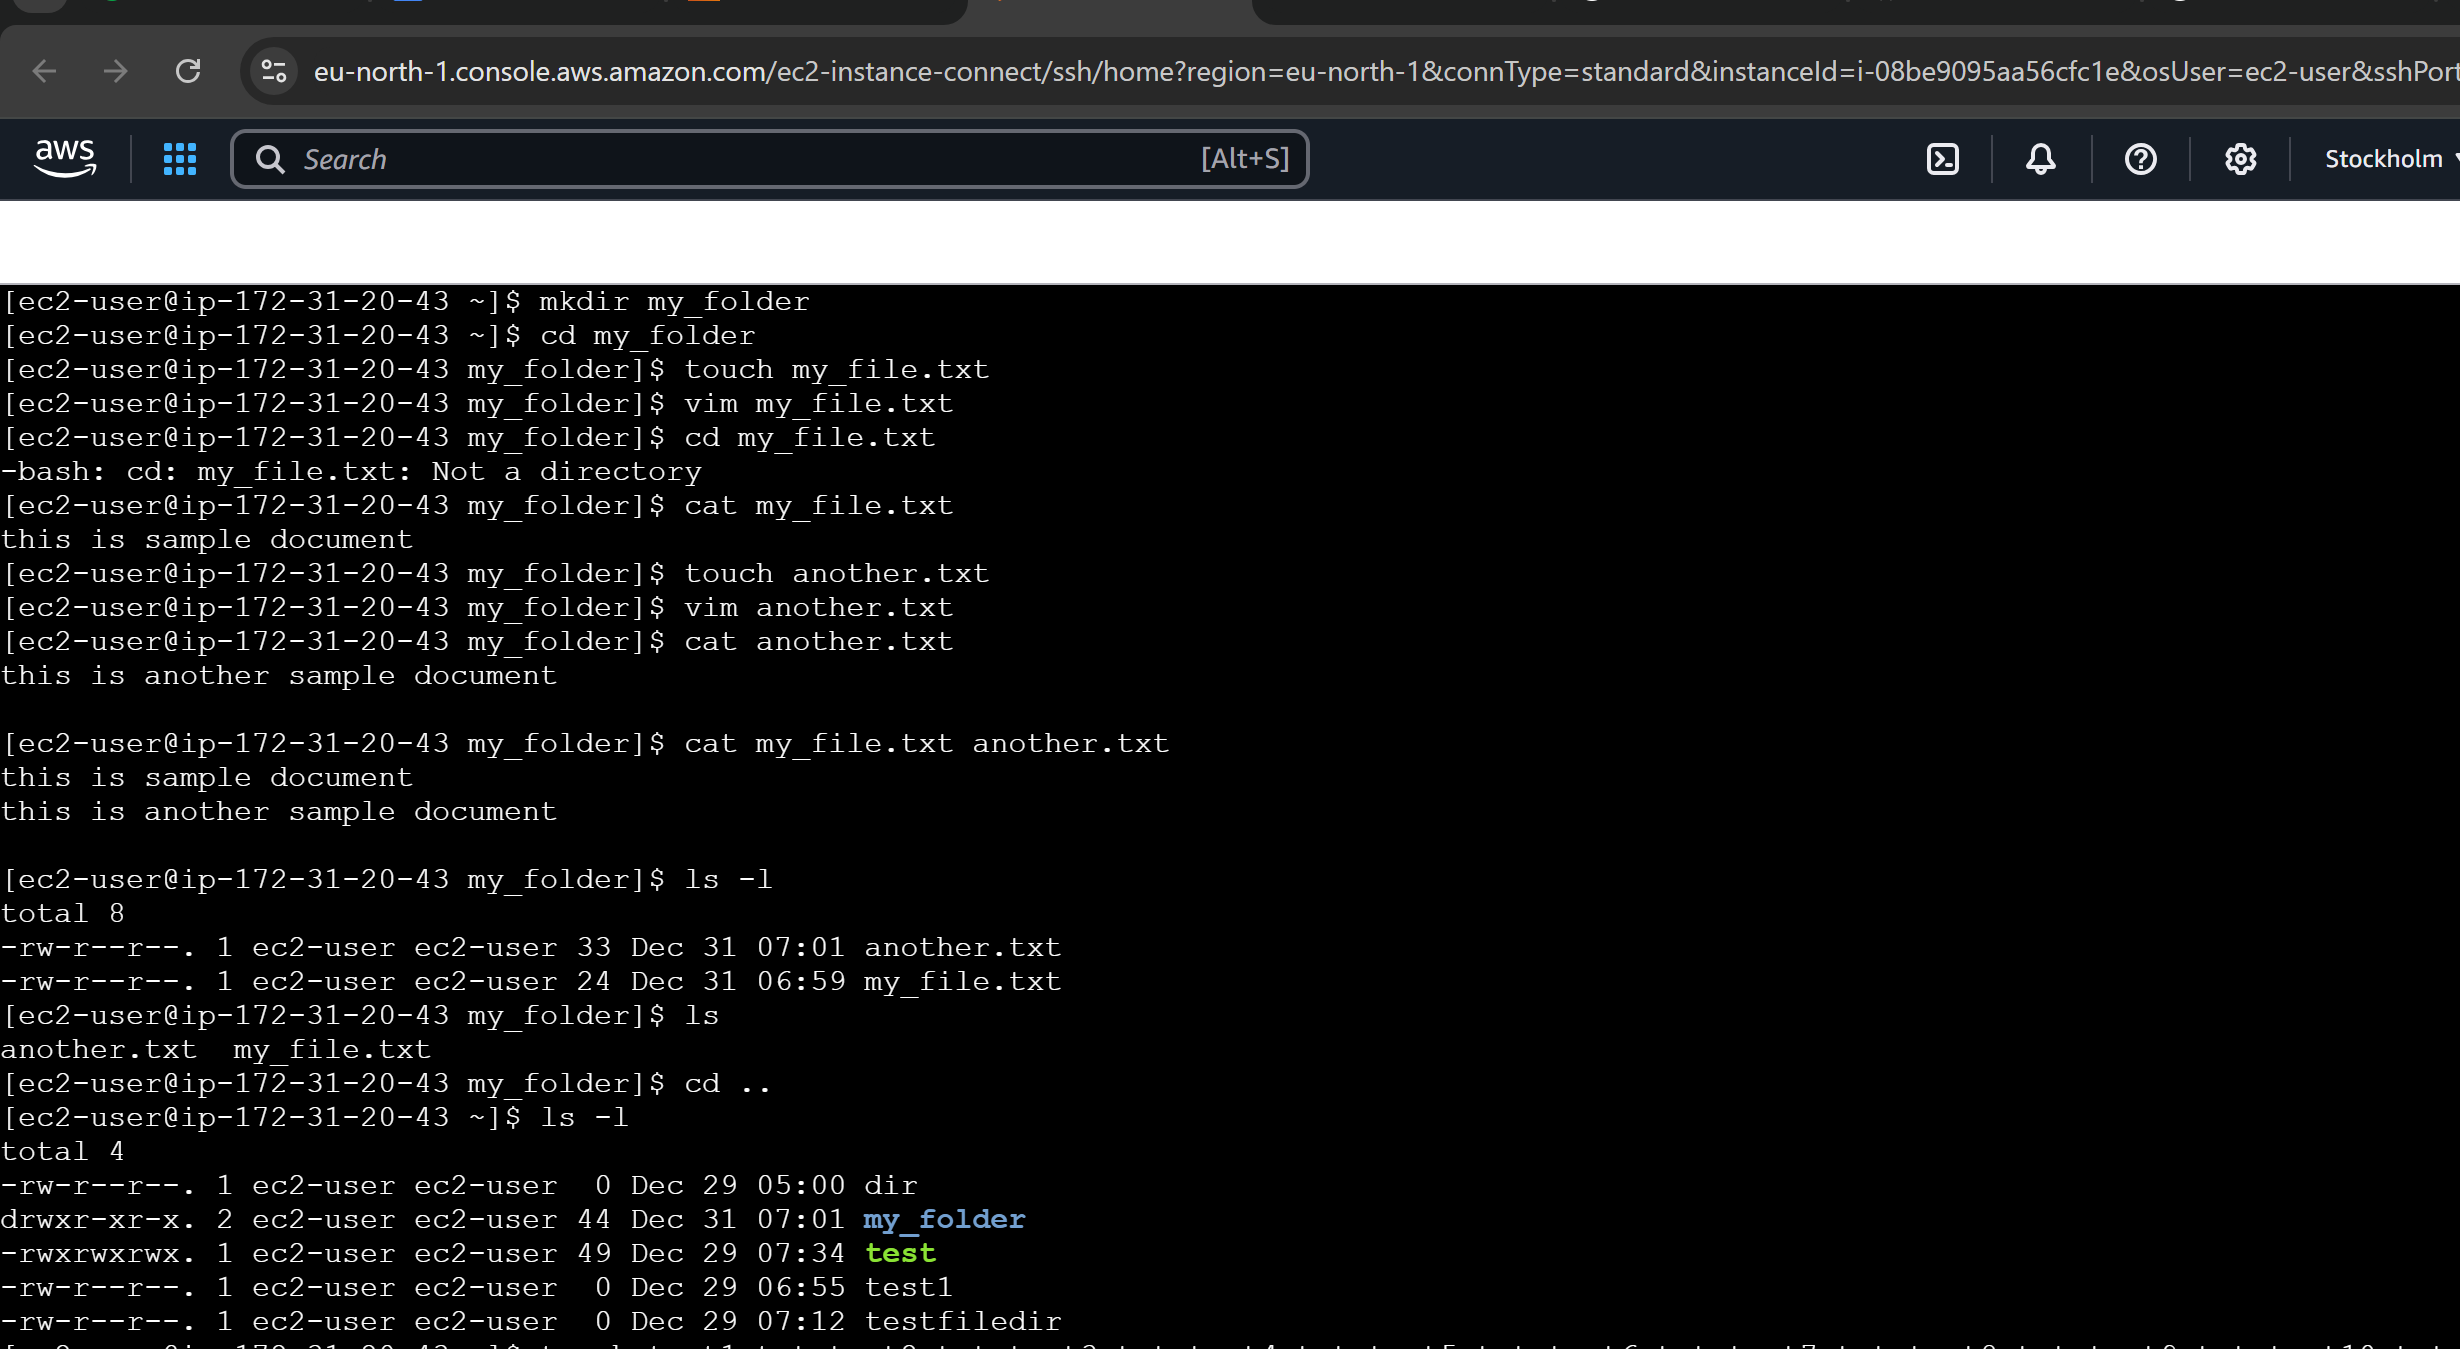 eu-north-1.console.aws.amazon.com/ec2-instance-connect/ssh/home?region=eu-north-1&connType=standard&instanceId=i-08be9095aa56cfc1e&osUser=ec2-user&sshPort
aws Search [Alt+S] Stockholm
[ec2-user@ip-172-31-20-43 ~]$ mkdir my_folder
[ec2-user@ip-172-31-20-43 ~]$ cd my_folder
[ec2-user@ip-172-31-20-43 my_folder]$ touch my_file.txt
[ec2-user@ip-172-31-20-43 my_folder]$ vim my_file.txt
[ec2-user@ip-172-31-20-43 my_folder]$ cd my_file.txt
-bash: cd: my_file.txt: Not a directory
[ec2-user@ip-172-31-20-43 my_folder]$ cat my_file.txt
this is sample document
[ec2-user@ip-172-31-20-43 my_folder]$ touch another.txt
[ec2-user@ip-172-31-20-43 my_folder]$ vim another.txt
[ec2-user@ip-172-31-20-43 my_folder]$ cat another.txt
this is another sample document
[ec2-user@ip-172-31-20-43 my_folder]$ cat my_file.txt another.txt
this is sample document
this is another sample document
[ec2-user@ip-172-31-20-43 my_folder]$ ls -l
total 8
-rw-r--r--. 1 ec2-user ec2-user 33 Dec 31 07:01 another.txt
-rw-r--r--. 1 ec2-user ec2-user 24 Dec 31 06:59 my_file.txt
[ec2-user@ip-172-31-20-43 my_folder]$ ls
another.txt  my_file.txt
[ec2-user@ip-172-31-20-43 my_folder]$ cd ..
[ec2-user@ip-172-31-20-43 ~]$ ls -l
total 4
-rw-r--r--. 1 ec2-user ec2-user  0 Dec 29 05:00 dir
drwxr-xr-x. 2 ec2-user ec2-user 44 Dec 31 07:01 my_folder
-rwxrwxrwx. 1 ec2-user ec2-user 49 Dec 29 07:34 test
-rw-r--r--. 1 ec2-user ec2-user  0 Dec 29 06:55 test1
-rw-r--r--. 1 ec2-user ec2-user  0 Dec 29 07:12 testfiledir